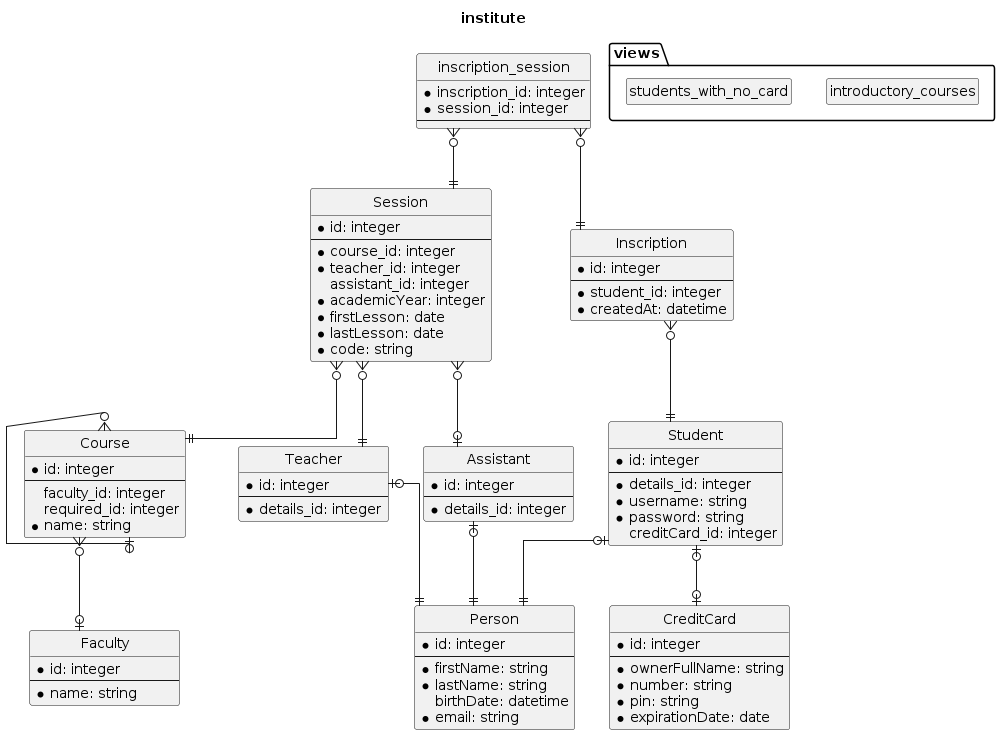 institute
inscription_session
inscription_id: integer
session_id: integer
views
students_with_no_card
introductory_courses
Session
id: integer
course_id: integer
teacher_id: integer
assistant_id: integer
academicYear: integer
firstLesson: date
lastLesson: date
code: string
Inscription
id: integer
student_id: integer
createdAt: datetime
Course
id: integer
faculty_id: integer
required_id: integer
name: string
Teacher
id: integer
details_id: integer
Assistant
id: integer
details_id: integer
Student
id: integer
details_id: integer
username: string
password: string
creditCard_id: integer
Faculty
id: integer
name: string
Person
id: integer
firstName: string
lastName: string
birthDate: datetime
email: string
CreditCard
id: integer
ownerFullName: string
number: string
pin: string
expirationDate: date